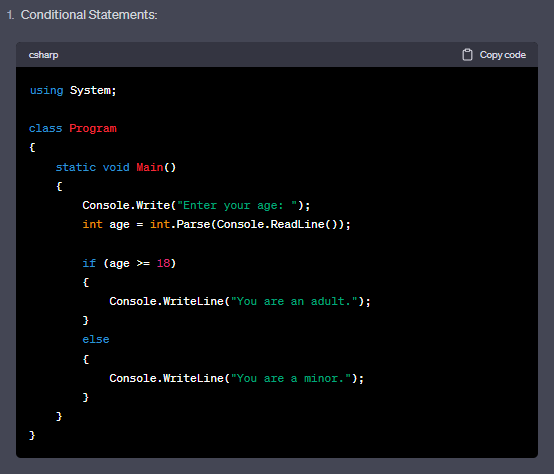 1. Conditional Statements:
csharp Copy code
using System;
class Program
{
static void Main()
{
Console.Write("Enter your age: ");
int age = int.Parse(Console.ReadLine());
if (age >= 18)
{
Console.WriteLine("You are an adult.");
}
else
{
Console.WriteLine("You are a minor.");
}
}
}